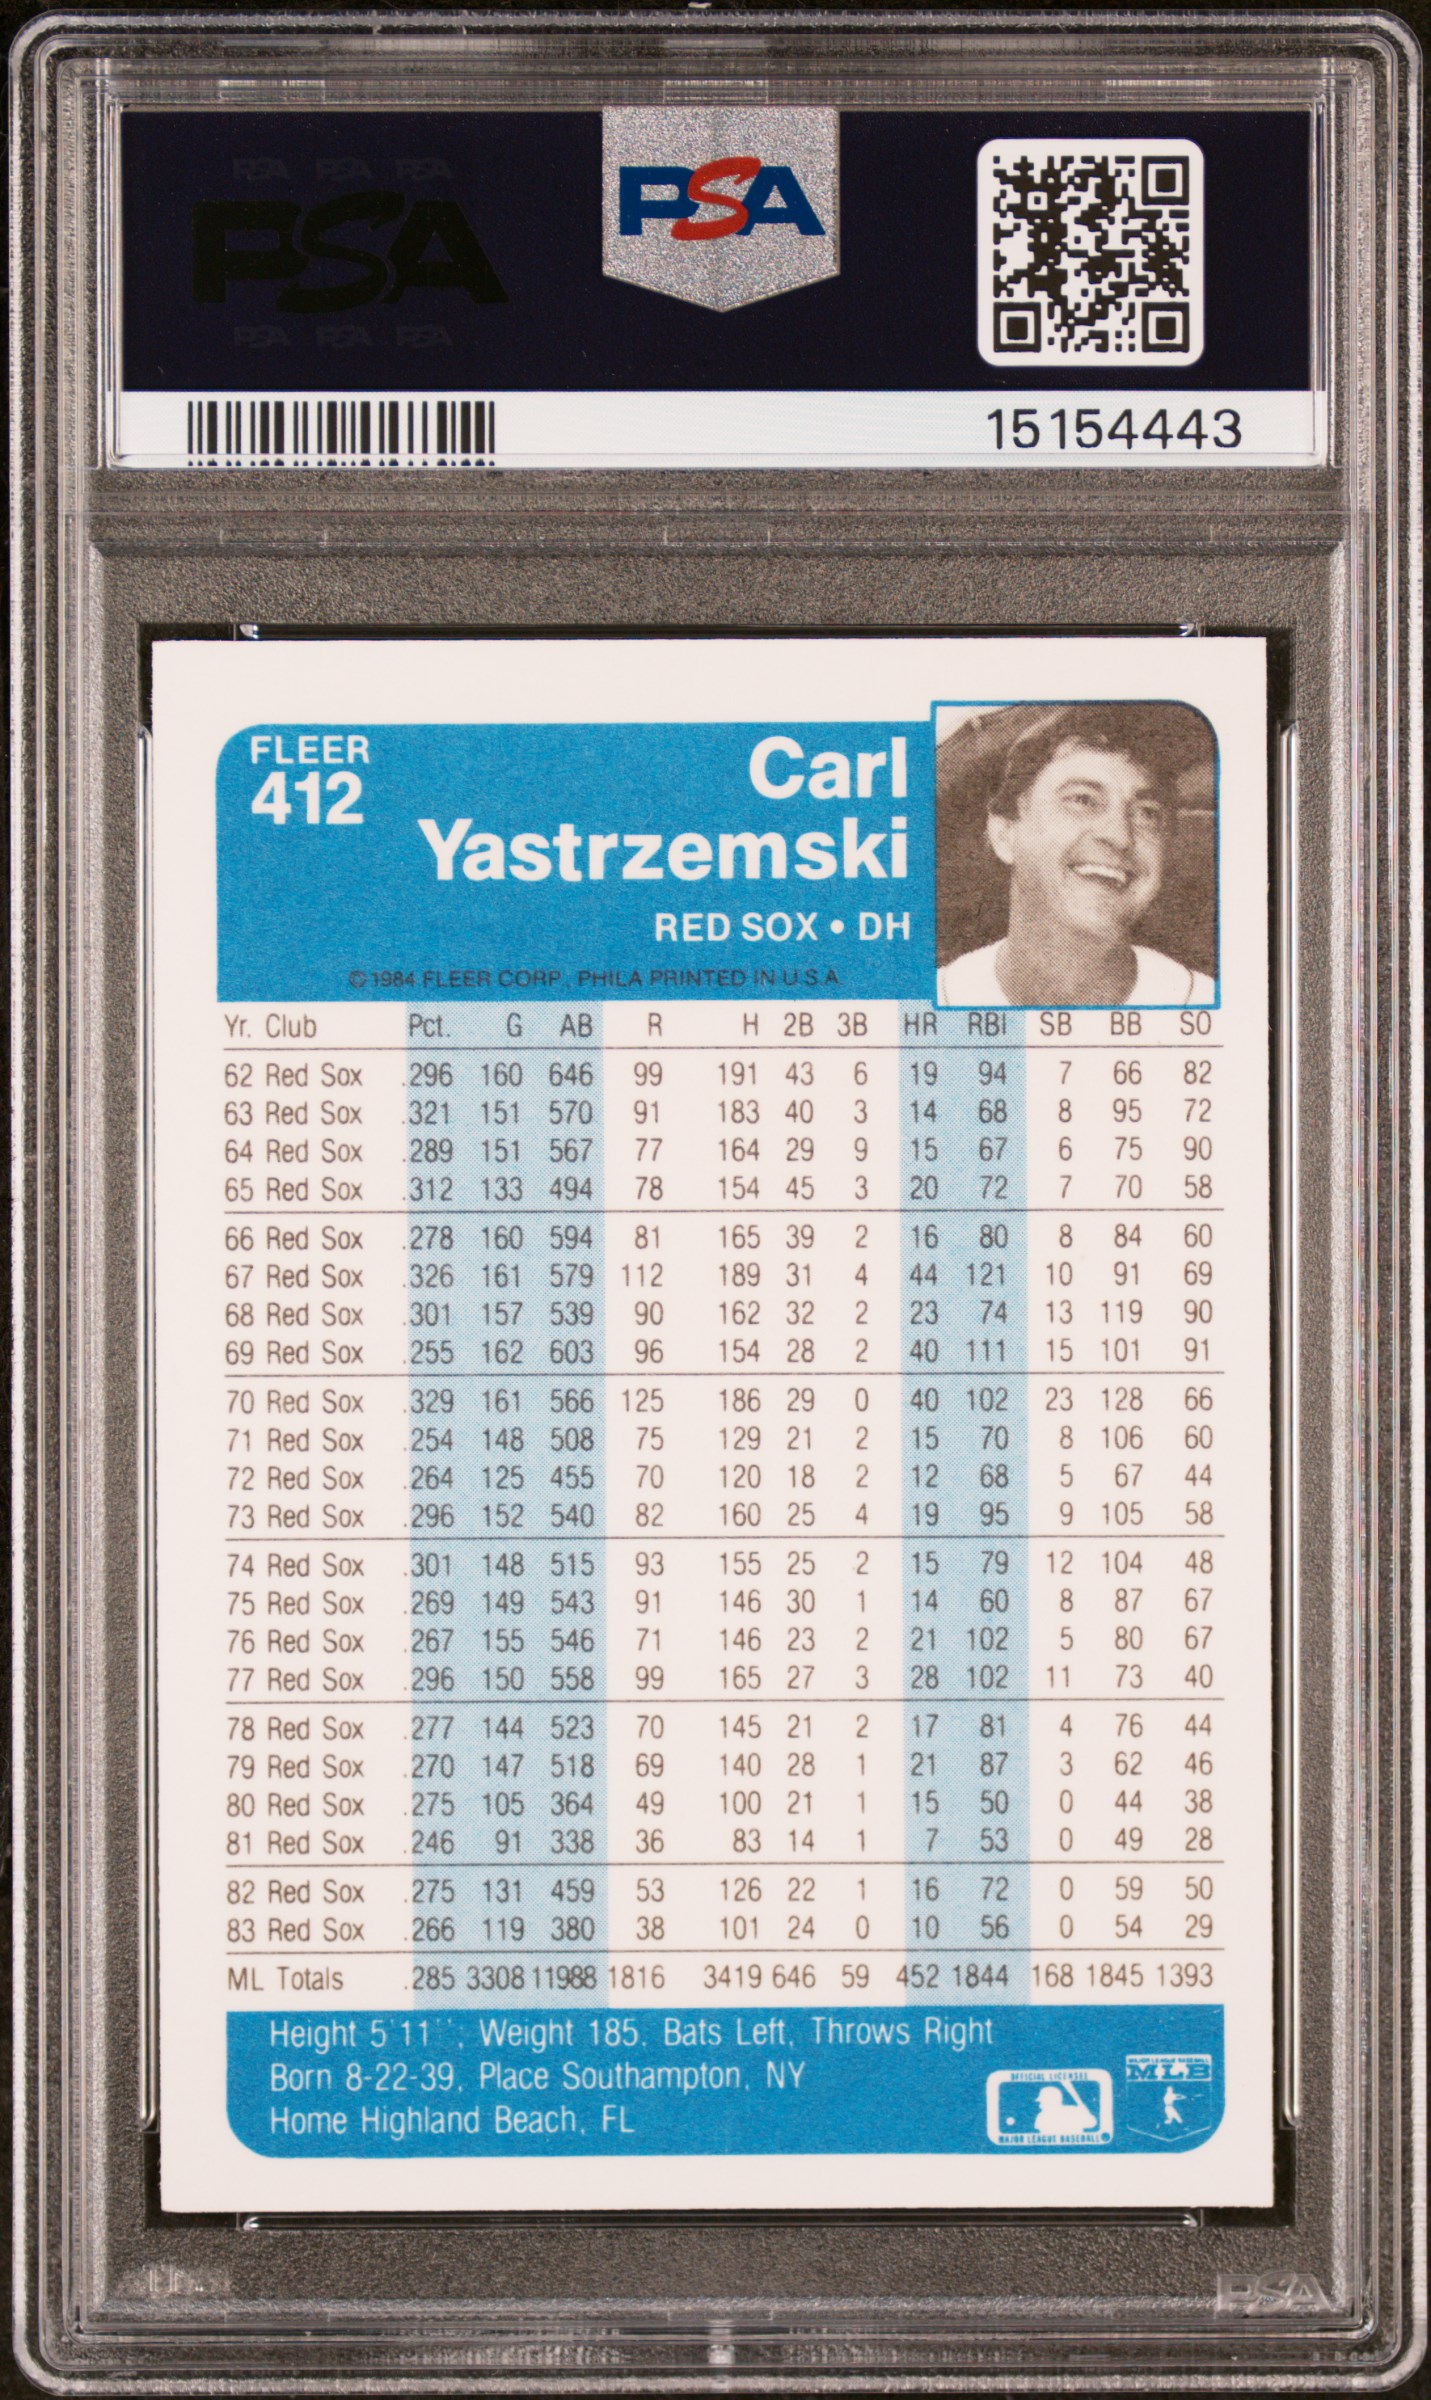 PSA PSA PSA
PSA
PSA PSA PSA
PSA
15154443
FLEER
412
Carl
Yastrzemski
RED SOX • DH
© 1984 FLEER CORP., PHILA PRINTED IN U.S.A.
Yr. Club Pct. G AB R H 2B 3B HR RBI SB BB SO
62 Red Sox .296 160 646 99 191 43 6 19 94 7 66 82
63 Red Sox .321 151 570 91 183 40 3 14 68 8 95 72
64 Red Sox .289 151 567 77 164 29 9 15 67 6 75 90
65 Red Sox .312 133 494 78 154 45 3 20 72 7 70 58
66 Red Sox .278 160 594 81 165 39 2 16 80 8 84 60
67 Red Sox .326 161 579 112 189 31 4 44 121 10 91 69
68 Red Sox .301 157 539 90 162 32 2 23 74 13 119 90
69 Red Sox .255 162 603 96 154 28 2 40 111 15 101 91
70 Red Sox .329 161 566 125 186 29 0 40 102 23 128 66
71 Red Sox .254 148 508 75 129 21 2 15 70 8 106 60
72 Red Sox .264 125 455 70 120 18 2 12 68 5 67 44
73 Red Sox .296 152 540 82 160 25 4 19 95 9 105 58
74 Red Sox .301 148 515 93 155 25 2 15 79 12 104 48
75 Red Sox .269 149 543 91 146 30 1 14 60 8 87 67
76 Red Sox .267 155 546 71 146 23 2 21 102 5 80 67
77 Red Sox .296 150 558 99 165 27 3 28 102 11 73 40
78 Red Sox .277 144 523 70 145 21 2 17 81 4 76 44
79 Red Sox .270 147 518 69 140 28 1 21 87 3 62 46
80 Red Sox .275 105 364 49 100 21 1 15 50 0 44 38
81 Red Sox .246 91 338 36 83 14 1 7 53 0 49 28
82 Red Sox .275 131 459 53 126 22 1 16 72 0 59 50
83 Red Sox .266 119 380 38 101 24 0 10 56 0 54 29
ML Totals .285 3308 11988 1816 3419 646 59 452 1844 168 1845 1393
Height 5'11'', Weight 185, Bats Left, Throws Right
Born 8-22-39, Place Southampton, NY
Home Highland Beach, FL
OFFICIAL LICENSEE
MAJOR LEAGUE BASEBALL
MAJOR LEAGUE BASEBALL
MLB
PSA